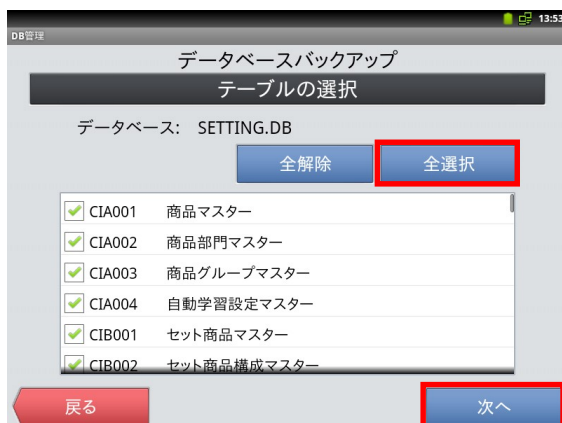 13:53
DB管理
データベースバックアップ
テーブルの選択
データベース: SETTING.DB
全解除 全選択
CIA001 商品マスター
CIA002 商品部門マスター
CIA003 商品グループマスター
CIA004 自動学習設定マスター
CIB001 セット商品マスター
CIB002 セット商品構成マスター
戻る 次へ